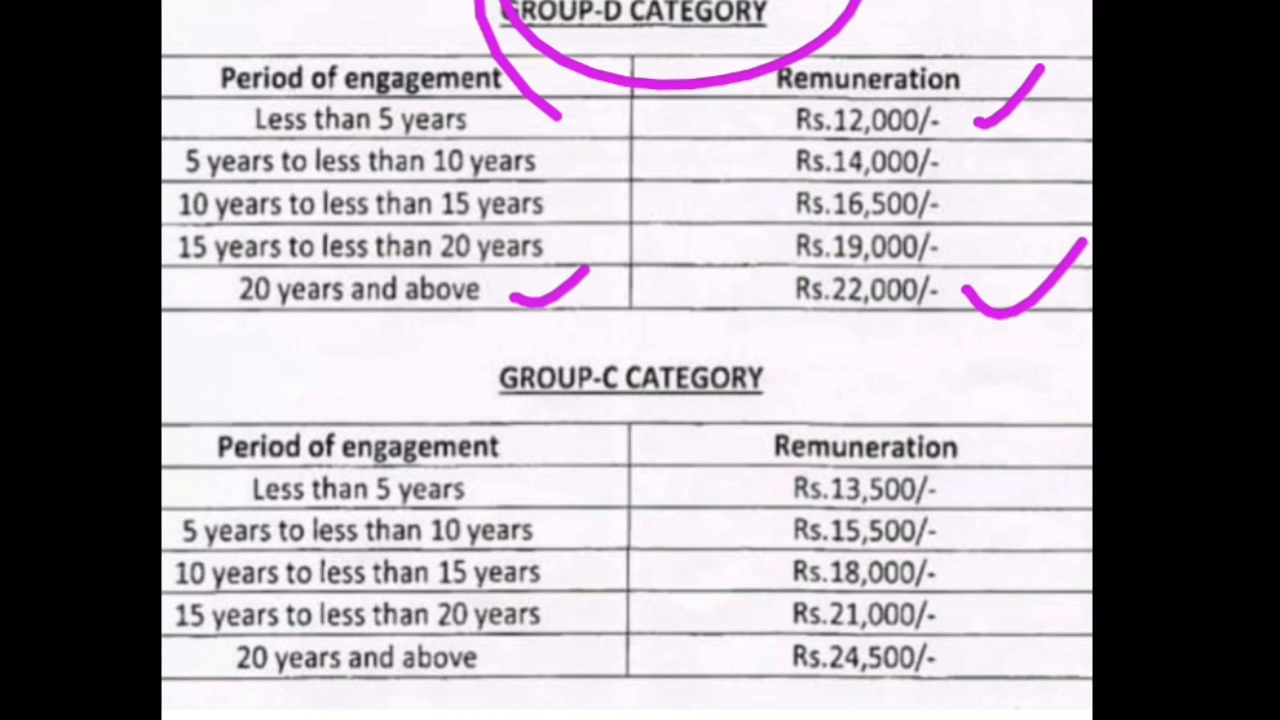 GROUP-D CATEGORY
Period of engagement Remuneration
Less than 5 years Rs.12,000/-
5 years to less than 10 years Rs.14,000/-
10 years to less than 15 years Rs.16,500/-
15 years to less than 20 years Rs.19,000/-
20 years and above Rs.22,000/-
GROUP-C CATEGORY
Period of engagement Remuneration
Less than 5 years Rs.13,500/-
5 years to less than 10 years Rs.15,500/-
10 years to less than 15 years Rs.18,000/-
15 years to less than 20 years Rs.21,000/-
20 years and above Rs.24,500/-